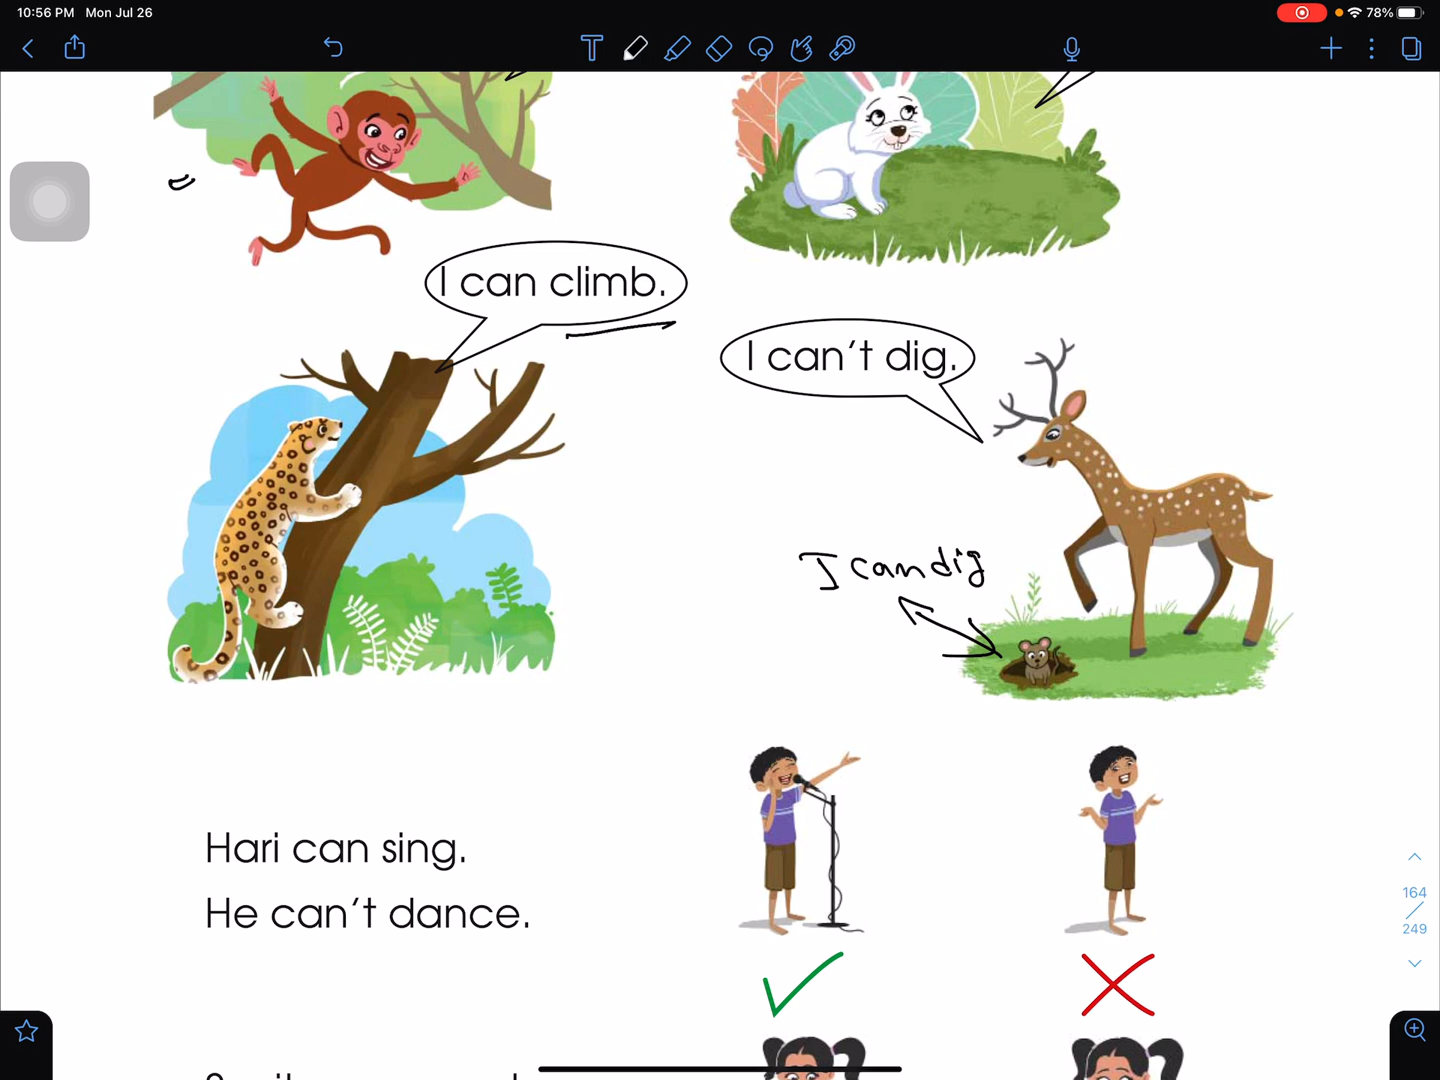 10:56 PM Mon Jul 26
78%
I can climb.
I can't dig.
I can dig
Hari can sing.
He can't dance.
164
249